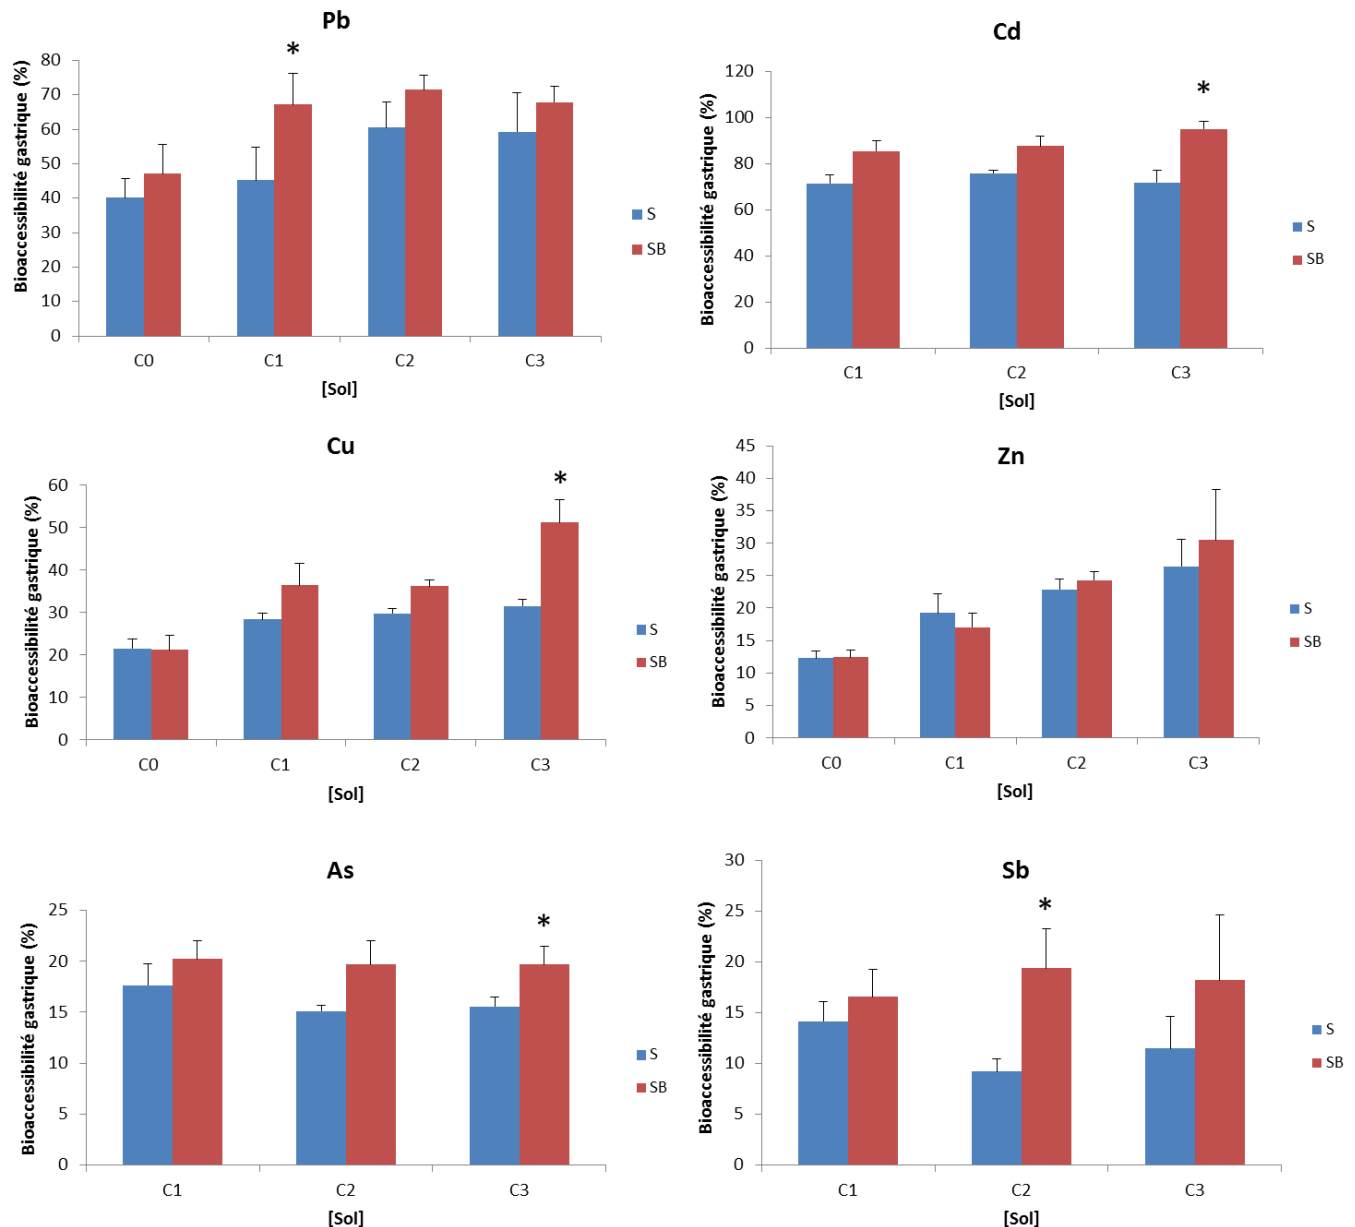 Pb
*
Bioaccessibilité gastrique (%)
80
70
60
50
40
30
20
10
0
C0 C1 C2 C3
[Sol]
S
SB
Cd
*
Bioaccessibilité gastrique (%)
120
100
80
60
40
20
0
C1 C2 C3
[Sol]
S
SB
Cu
*
Bioaccessibilité gastrique (%)
60
50
40
30
20
10
0
C0 C1 C2 C3
[Sol]
S
SB
Zn
Bioaccessibilité gastrique (%)
45
40
35
30
25
20
15
10
5
0
C0 C1 C2 C3
[Sol]
S
SB
As
*
Bioaccessibilité gastrique (%)
25
20
15
10
5
0
C1 C2 C3
[Sol]
S
SB
Sb
*
Bioaccessibilité gastrique (%)
30
25
20
15
10
5
0
C1 C2 C3
[Sol]
S
SB